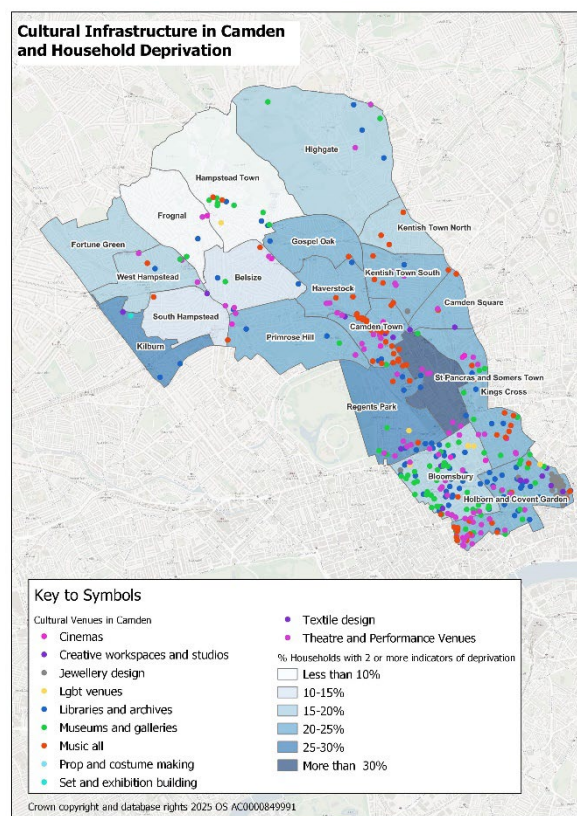 Cultural Infrastructure in Camden
and Household Deprivation
Highgate
Hampstead Town
Frognal
Kentish Town North
Fortune Green
Gospel Oak
West Hampstead
Belsize
Kentish Town South
Haverstock
Camden Square
South Hampstead
Camden Town
Primrose Hill
Kilburn
St Pancras and Somers Town
Kings Cross
Regents Park
Bloomsbury
Holborn and Covent Garden
Key to Symbols
Cultural Venues in Camden
Cinemas
Creative workspaces and studios
Jewellery design
Lgbt venues
Libraries and archives
Museums and galleries
Music all
Prop and costume making
Set and exhibition building
Textile design
Theatre and Performance Venues
% Households with 2 or more indicators of deprivation
Less than 10%
10-15%
15-20%
20-25%
25-30%
More than 30%
Crown copyright and database rights 2025 OS AC0000849991